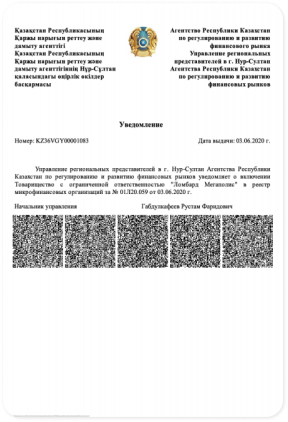 Қазақстан Республикасының
Қаржы нарығын реттеу және
дамыту агенттігі
Қазақстан Республикасының
Қаржы нарығын реттеу және
дамыту агенттігінің Нұр-Сұлтан
қаласындағы өңірлік өкілдер
басқармасы
Агентство Республики Казахстан
по регулированию и развитию
финансового рынка
Управление региональных
представителей в г. Нур-Султан
Агентства Республики Казахстан
по регулированию и развитию
финансовых рынков
Уведомление
Номер: KZ36VGY00001083
Дата выдачи: 03.06.2020 г.
Управление региональных представителей в г. Нур-Султан Агентства Республики
Казахстан по регулированию и развитию финансовых рынков уведомляет о включении
Товарищество с ограниченной ответственностью "Ломбард Мегаполис" в реестр
микрофинансовых организаций за № 01Л20.059 от 03.06.2020 г.
Начальник управления
Габдулкафеев Рустам Фаридович